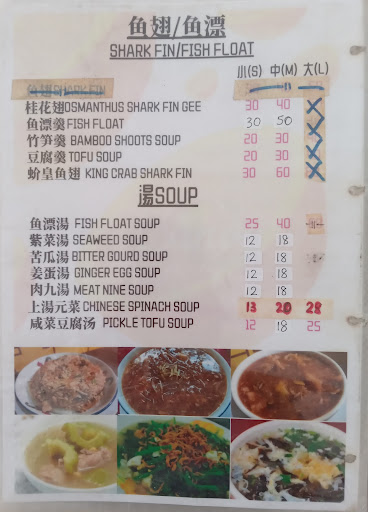 鱼翅/鱼漂
SHARK FIN/FISH FLOAT
小(S) 中(M) 大(L)
鱼翅 SHARK FIN
桂花翅OSMANTHUS SHARK FIN GEE 30 40
鱼漂羹 FISH FLOAT 30 50
竹笋羹 BAMBOO SHOOTS SOUP 20 30
豆腐羹 TOFU SOUP 20 30
蚧皇鱼翅 KING CRAB SHARK FIN 30 60
湯SOUP
鱼漂湯 FISH FLOAT SOUP 25 40
紫菜湯 SEAWEED SOUP 12 18
苦瓜湯 BITTER GOURD SOUP 12 18
姜蛋湯 GINGER EGG SOUP 12 18
肉九湯 MEAT NINE SOUP 12 18
上湯元菜 CHINESE SPINACH SOUP 13 20 28
咸菜豆腐汤 PICKLE TOFU SOUP 12 18 25